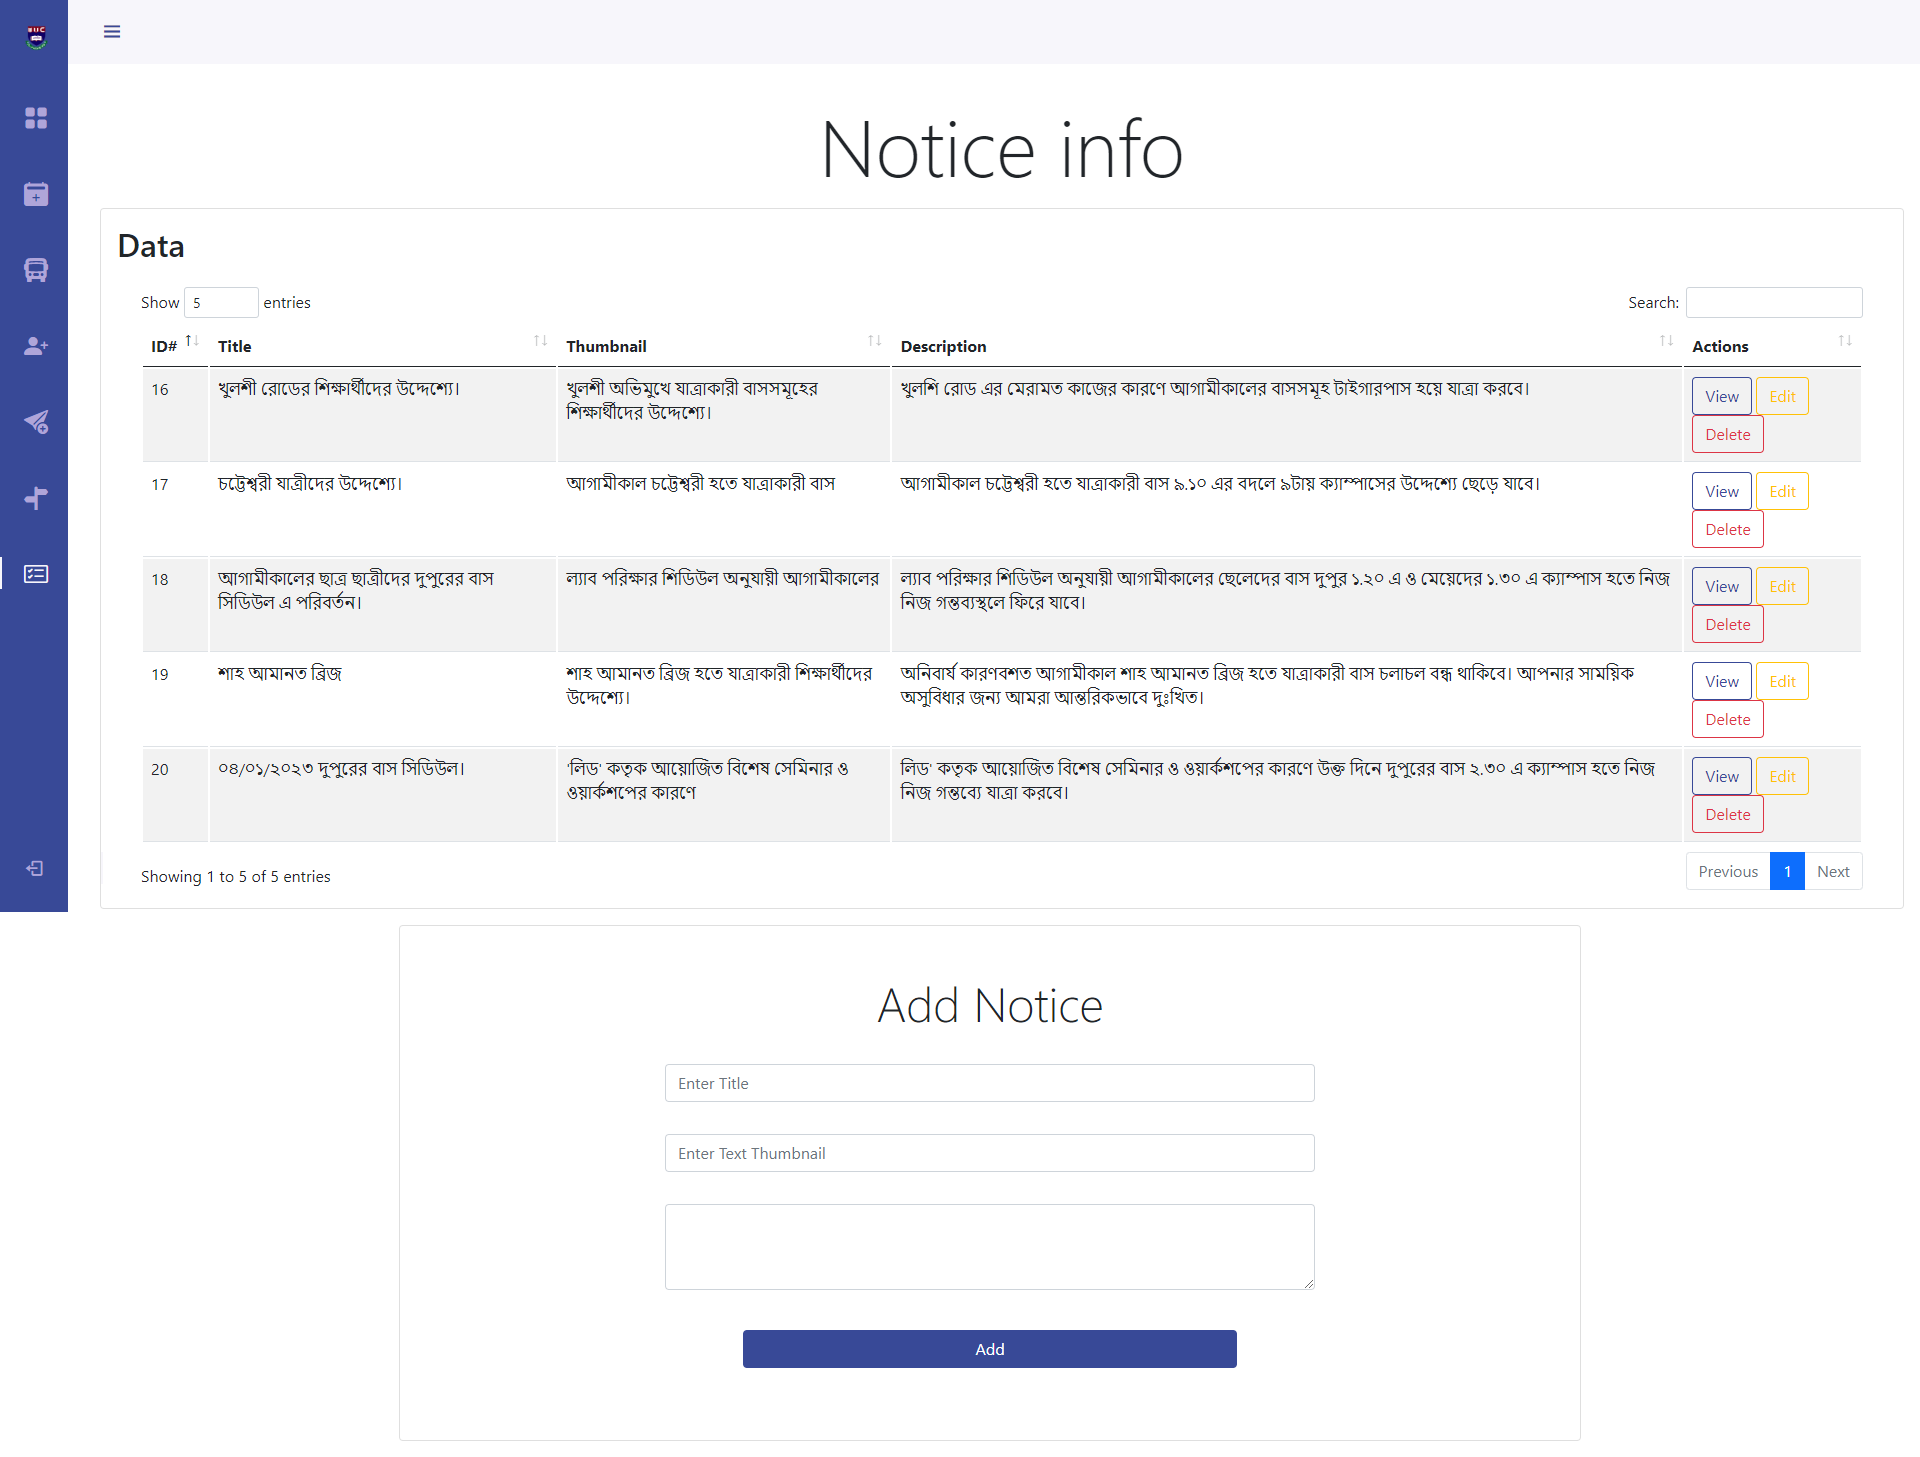 Notice info
Data
Show 5 entries
Search:
ID# Title Thumbnail Description Actions
16 খুলশী রোডের শিক্ষার্থীদের উদ্দেশ্যে। খুলশী অভিমুখে যাত্রাকারী বাসসমূহের খুলশি রোড এর মেরামত কাজের কারণে আগামীকালের বাসসমূহ টাইগারপাস হয়ে যাত্রা করবে। View Edit
শিক্ষার্থীদের উদ্দেশ্যে।
Delete
17 চট্টেশ্বরী যাত্রীদের উদ্দেশ্যে। আগামীকাল চট্টেশ্বরী হতে যাত্রাকারী বাস আগামীকাল চট্টেশ্বরী হতে যাত্রাকারী বাস ৯.১০ এর বদলে ৯টায় ক্যাম্পাসের উদ্দেশ্যে ছেড়ে যাবে। View Edit
Delete
18 আগামীকালের ছাত্র ছাত্রীদের দুপুরের বাস ল্যাব পরিক্ষার শিডিউল অনুযায়ী আগামীকালের ল্যাব পরিক্ষার শিডিউল অনুযায়ী আগামীকালের ছেলেদের বাস দুপুর ১.২০ এ ও মেয়েদের ১.৩০ এ ক্যাম্পাস হতে নিজ View Edit
সিডিউল এ পরিবর্তন। নিজ গন্তব্যস্থলে ফিরে যাবে।
Delete
19 শাহ আমানত ব্রিজ শাহ আমানত ব্রিজ হতে যাত্রাকারী শিক্ষার্থীদের অনিবার্য কারণবশত আগামীকাল শাহ আমানত ব্রিজ হতে যাত্রাকারী বাস চলাচল বন্ধ থাকিবে। আপনার সাময়িক View Edit
উদ্দেশ্যে। অসুবিধার জন্য আমরা আন্তরিকভাবে দুঃখিত।
Delete
20 ০৪/০১/২০২৩ দুপুরের বাস সিডিউল। 'লিড' কতৃক আয়োজিত বিশেষ সেমিনার ও লিড' কতৃক আয়োজিত বিশেষ সেমিনার ও ওয়ার্কশপের কারণে উক্ত দিনে দুপুরের বাস ২.৩০ এ ক্যাম্পাস হতে নিজ View Edit
ওয়ার্কশপের কারণে নিজ গন্তব্যে যাত্রা করবে।
Delete
Showing 1 to 5 of 5 entries
Previous 1 Next
Add Notice
Enter Title
Enter Text Thumbnail
Add